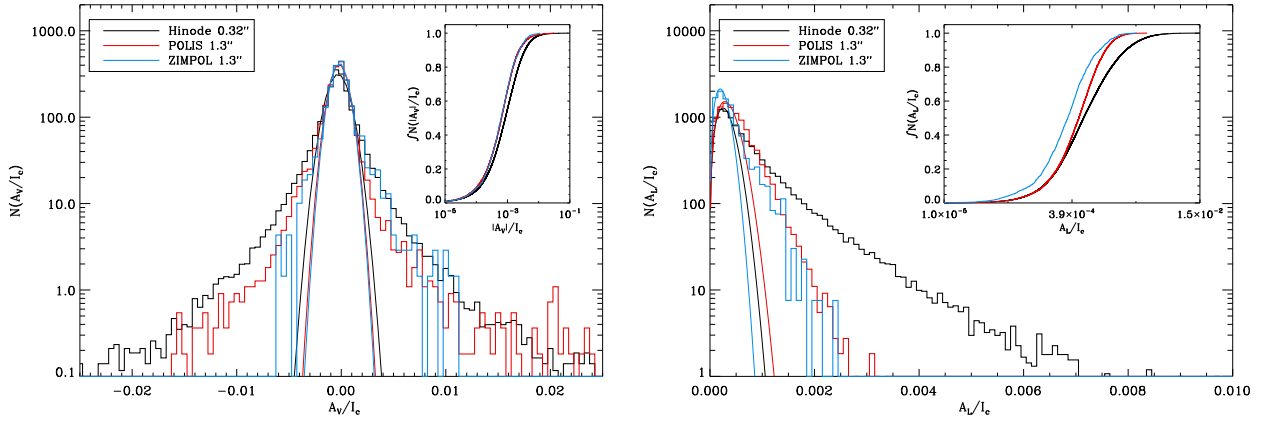 Hinode 0.32"
POLIS 1.3"
ZIMPOL 1.3"
1000.0
100.0
10.0
1.0
0.1
N(A_V/I_c)
-0.02 -0.01 0.00 0.01 0.02
A_V/I_c
1.0
0.8
0.6
0.4
0.2
0.0
∫N(|A_V|/I_c)
10^-5 10^-3 10^-1
|A_V|/I_c
Hinode 0.32"
POLIS 1.3"
ZIMPOL 1.3"
1000
100
10
1
N(A_L/I_c)
0.000 0.002 0.004 0.006 0.008 0.010
A_L/I_c
1.0
0.8
0.6
0.4
0.2
0.0
∫N(A_L/I_c)
1.0×10^-5 3.9×10^-4 1.5×10^-2
A_L/I_c